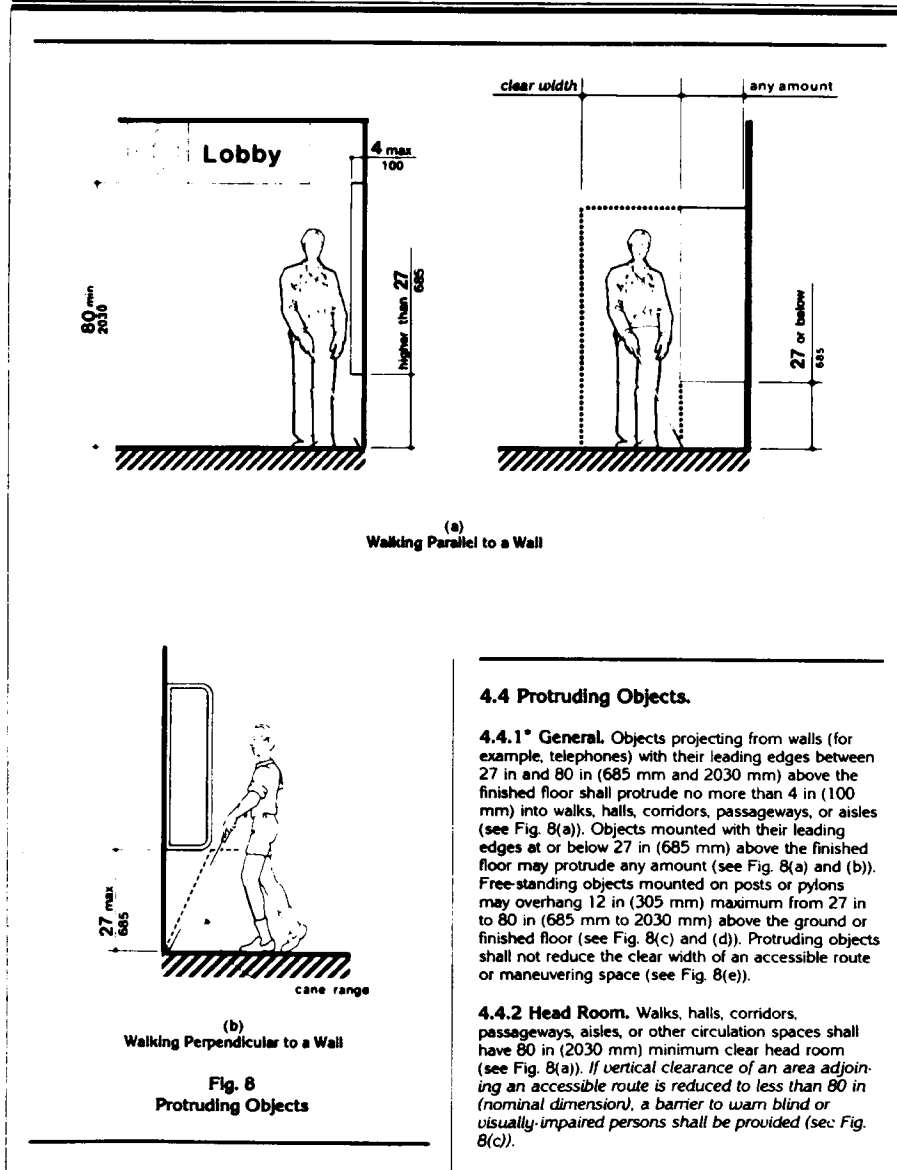 clear width
any amount
Lobby
4 max
100
80 min
2030
higher than 27
685
27 or below
685
(a)
Walking Parallel to a Wall
27 max
685
cane range
(b)
Walking Perpendicular to a Wall
Fig. 8
Protruding Objects
4.4 Protruding Objects.
4.4.1* General. Objects projecting from walls (for
example, telephones) with their leading edges between
27 in and 80 in (685 mm and 2030 mm) above the
finished floor shall protrude no more than 4 in (100
mm) into walks, halls, corridors, passageways, or aisles
(see Fig. 8(a)). Objects mounted with their leading
edges at or below 27 in (685 mm) above the finished
floor may protrude any amount (see Fig. 8(a) and (b)).
Free-standing objects mounted on posts or pylons
may overhang 12 in (305 mm) maximum from 27 in
to 80 in (685 mm to 2030 mm) above the ground or
finished floor (see Fig. 8(c) and (d)). Protruding objects
shall not reduce the clear width of an accessible route
or maneuvering space (see Fig. 8(e)).
4.4.2 Head Room. Walks, halls, corridors,
passageways, aisles, or other circulation spaces shall
have 80 in (2030 mm) minimum clear head room
(see Fig. 8(a)). If vertical clearance of an area adjoin-
ing an accessible route is reduced to less than 80 in
(nominal dimension), a barrier to warn blind or
visually-impaired persons shall be provided (see Fig.
8(c)).